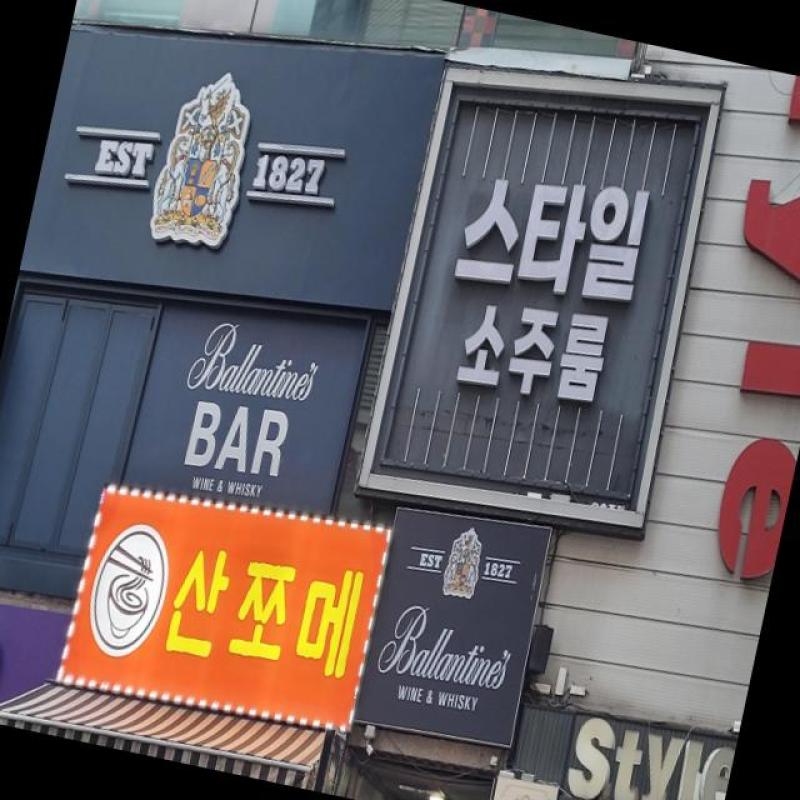 EST 1827
스타일
소주룸
Ballantine's
BAR
WINE & WHISKY
산쪼메
EST 1827
Ballantine's
WINE & WHISKY
Style